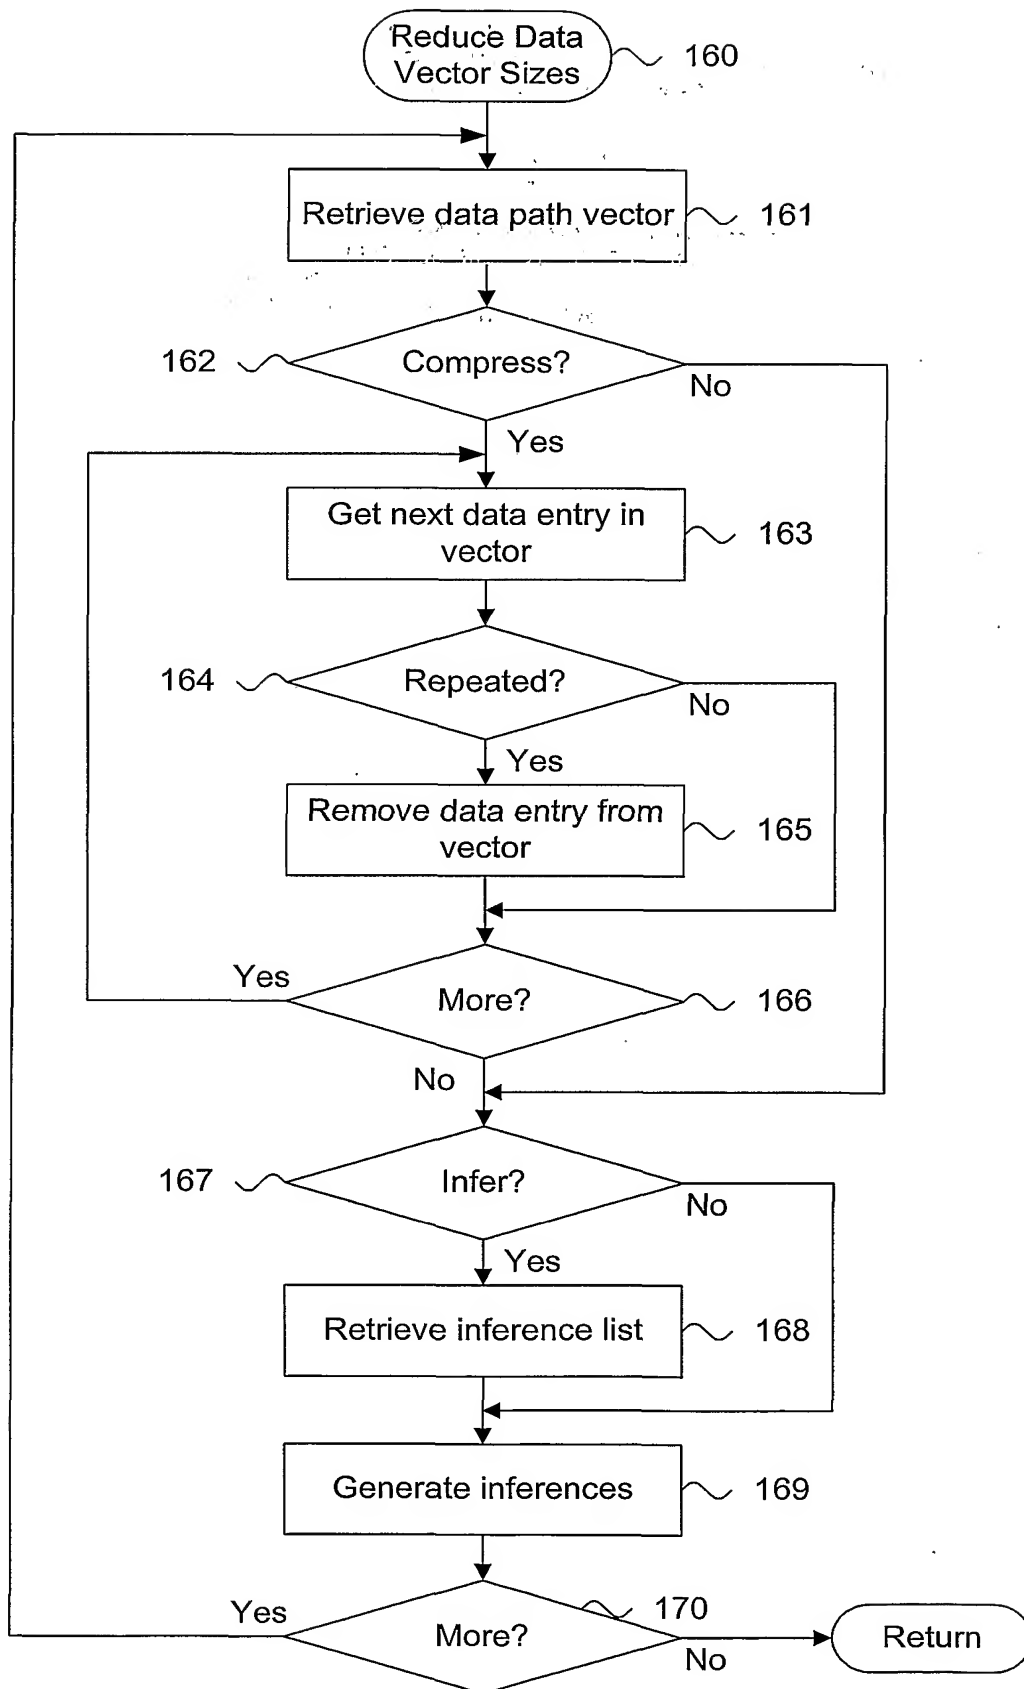 Reduce Data
Vector Sizes
160
Retrieve data path vector
161
162
Compress?
No
Yes
Get next data entry in
vector
163
164
Repeated?
No
Yes
Remove data entry from
vector
165
Yes
More?
166
No
167
Infer?
No
Yes
Retrieve inference list
168
Generate inferences
169
Yes
170
More?
No
Return